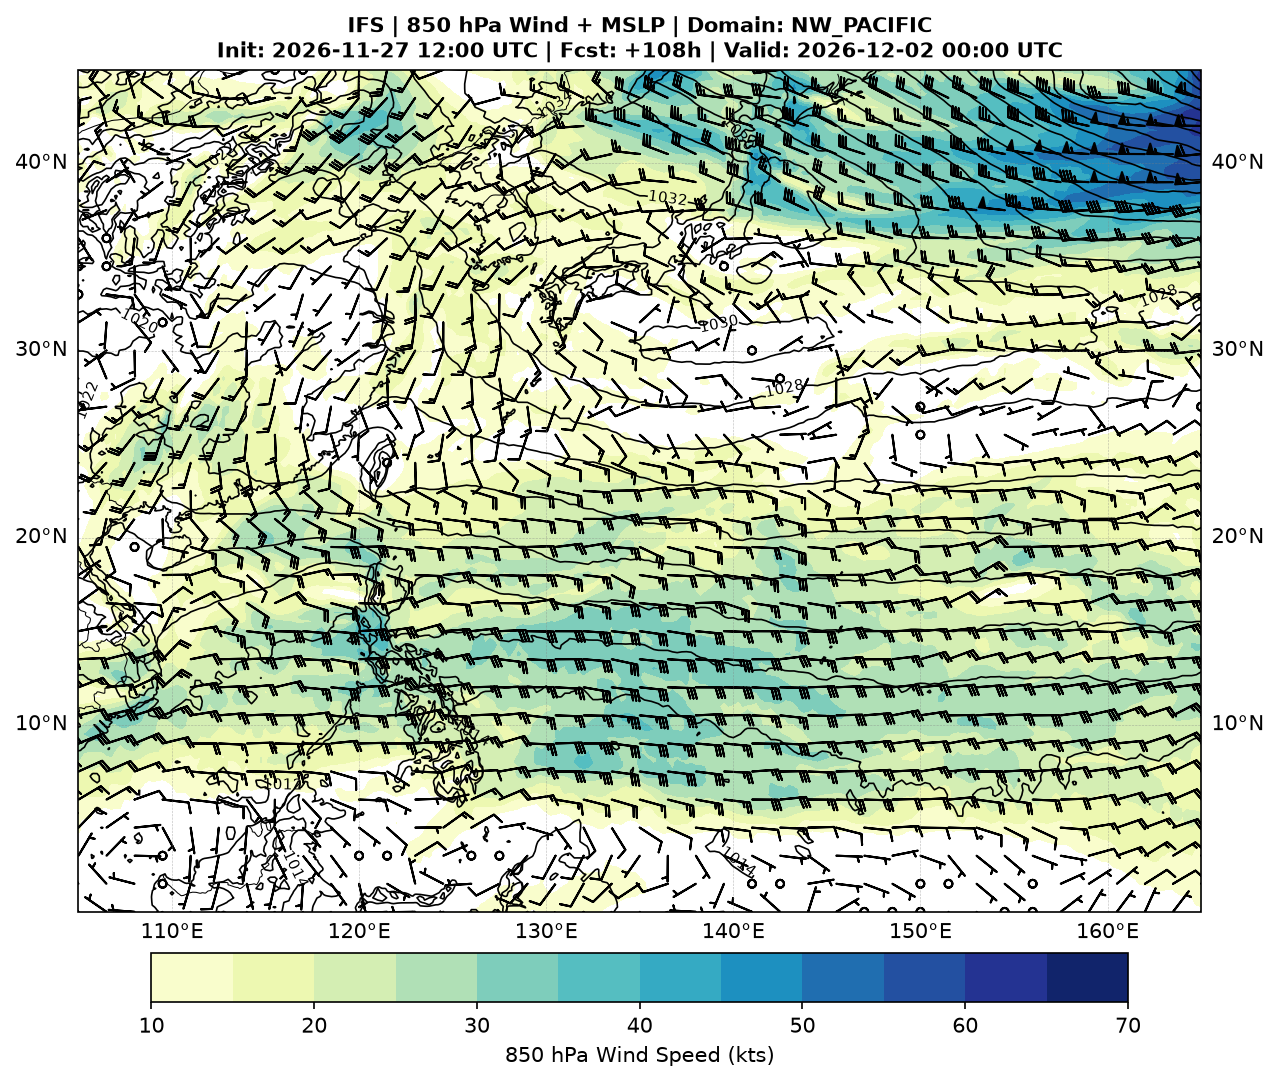 IFS | 850 hPa Wind + MSLP | Domain: NW_PACIFIC
Init: 2026-11-27 12:00 UTC | Fcst: +108h | Valid: 2026-12-02 00:00 UTC
1034
40°N 40°N
1032
1028
1020
1030
30°N 30°N
1028
20°N 20°N
10°N 10°N
1012
1014
110°E 120°E 130°E 140°E 150°E 160°E
10 20 30 40 50 60 70
850 hPa Wind Speed (kts)